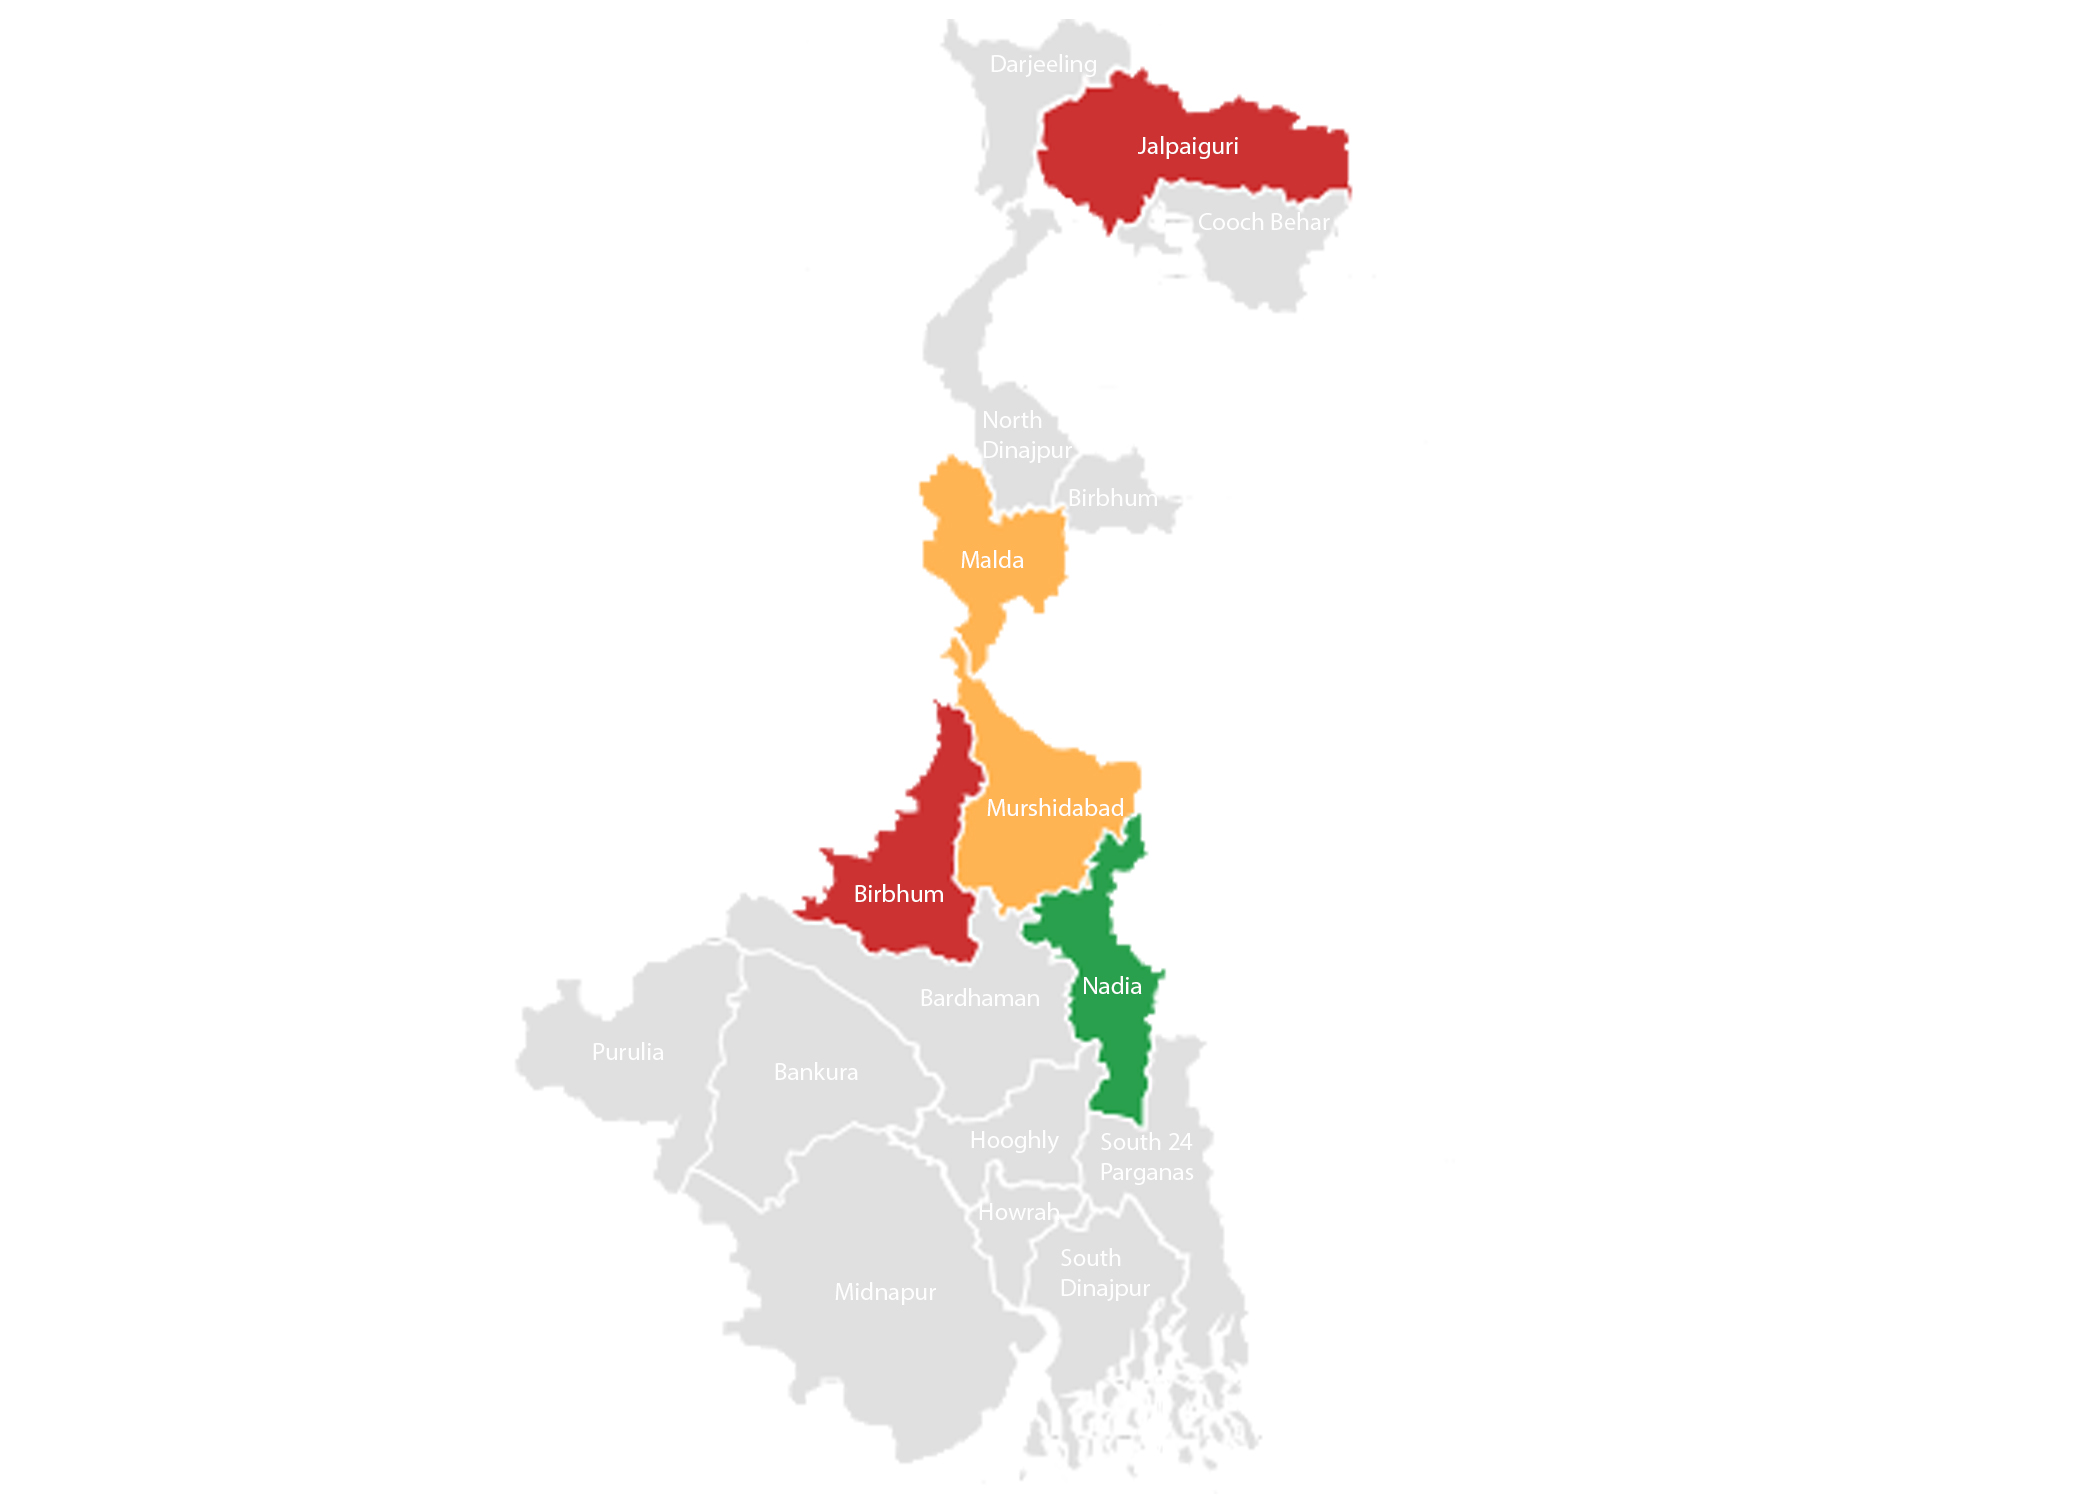 Darjeeling
Jalpaiguri
Cooch Behar
North
Dinajpur
Birbhum
Malda
Murshidabad
Birbhum
Nadia
Bardhaman
Purulia
Bankura
Hooghly
South 24
Parganas
Howrah
South
Dinajpur
Midnapur